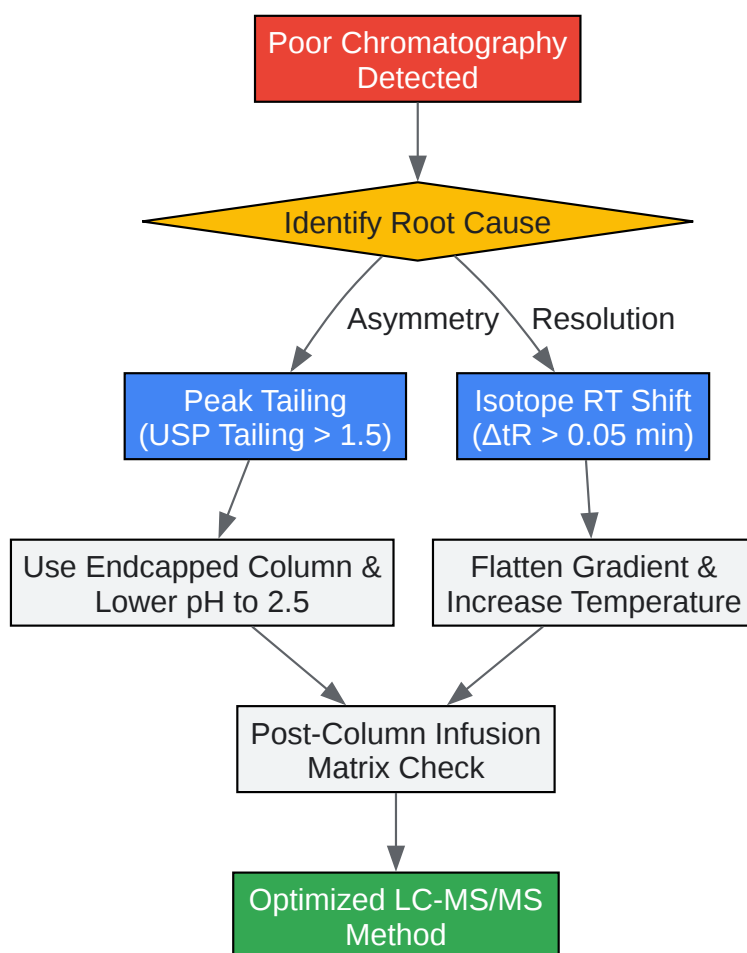 Poor Chromatography
Detected
Identify Root Cause
Asymmetry
Resolution
Peak Tailing
(USP Tailing > 1.5)
Isotope RT Shift
(ΔtR > 0.05 min)
Use Endcapped Column &
Lower pH to 2.5
Flatten Gradient &
Increase Temperature
Post-Column Infusion
Matrix Check
Optimized LC-MS/MS
Method